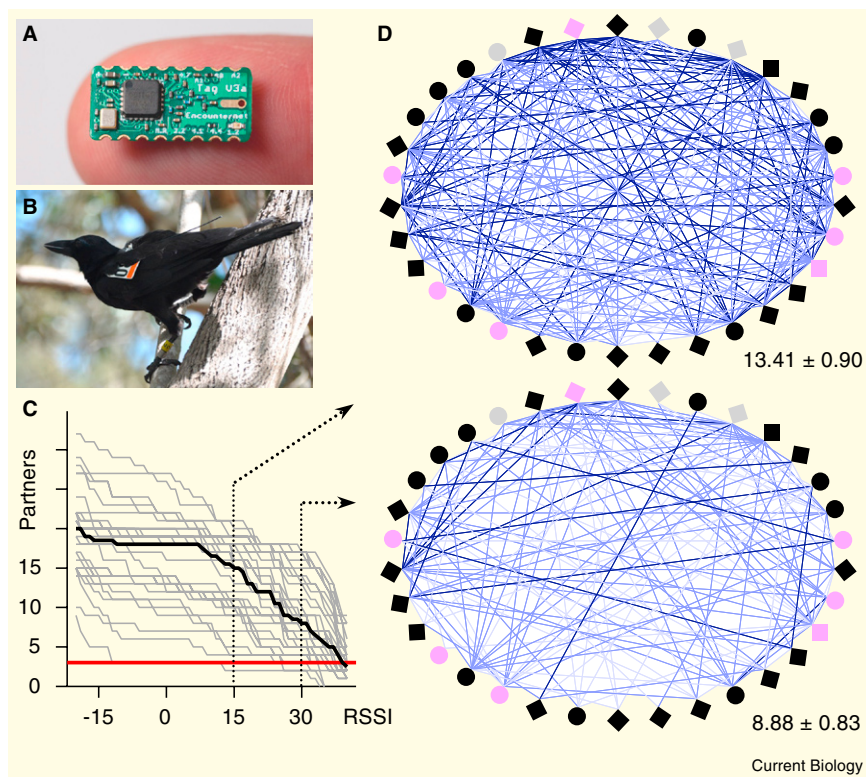 A
Tag V3a
Encounternet
B
C
Partners
15
10
5
0
-15 0 15 30 RSSI
D
13.41 ± 0.90
8.88 ± 0.83
Current Biology